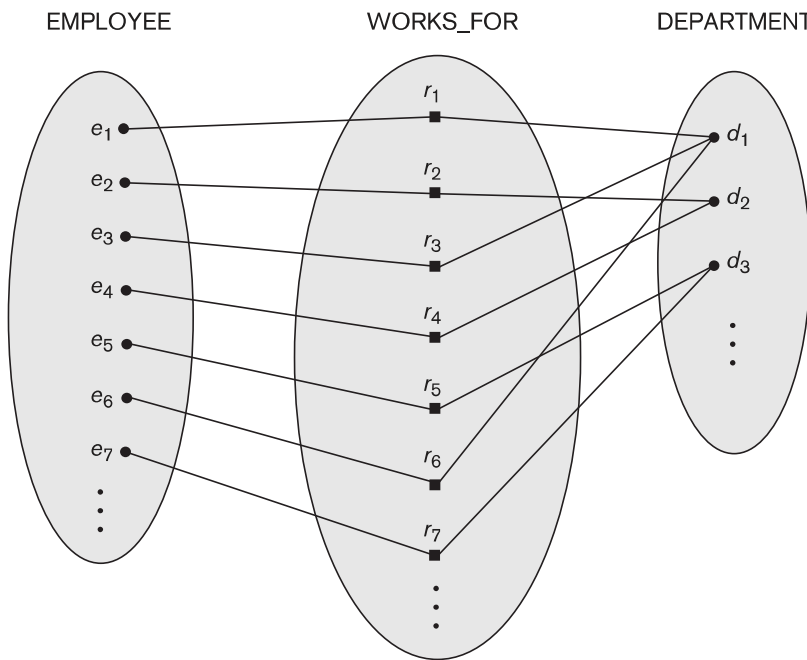 EMPLOYEE WORKS_FOR DEPARTMENT
e1
e2
e3
e4
e5
e6
e7
r1
r2
r3
r4
r5
r6
r7
d1
d2
d3